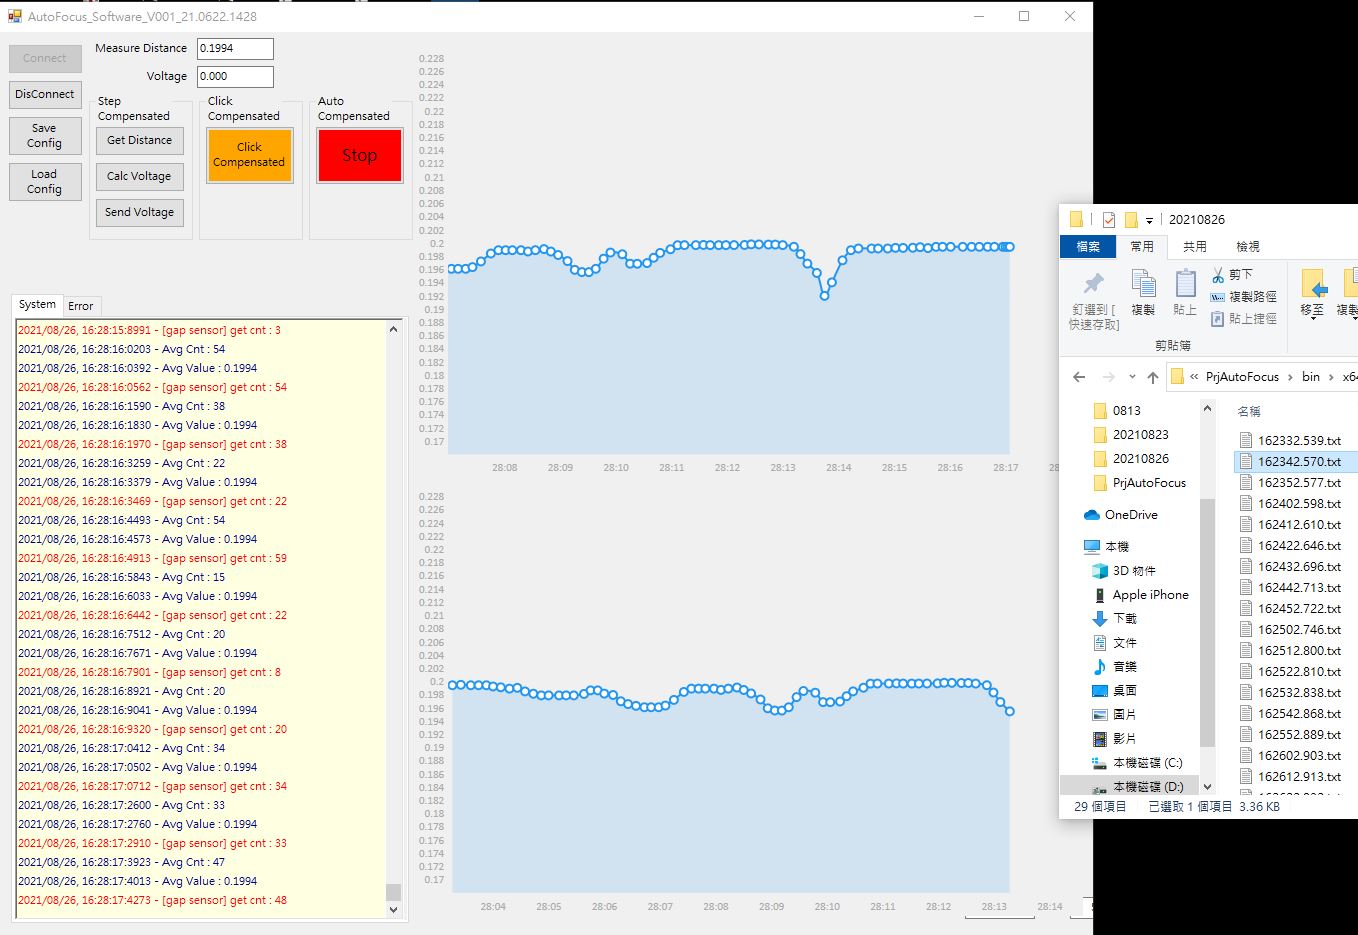 AutoFocus_Software_V001_21.0622.1428
Connect
DisConnect
Save
Config
Load
Config
Measure Distance 0.1994
Voltage 0.000
Step
Compensated
Get Distance
Calc Voltage
Send Voltage
Click
Compensated
Click
Compensated
Auto
Compensated
Stop
System Error
2021/08/26, 16:28:15:8991 - [gap sensor] get cnt : 3
2021/08/26, 16:28:16:0203 - Avg Cnt : 54
2021/08/26, 16:28:16:0392 - Avg Value : 0.1994
2021/08/26, 16:28:16:0562 - [gap sensor] get cnt : 54
2021/08/26, 16:28:16:1590 - Avg Cnt : 38
2021/08/26, 16:28:16:1830 - Avg Value : 0.1994
2021/08/26, 16:28:16:1970 - [gap sensor] get cnt : 38
2021/08/26, 16:28:16:3259 - Avg Cnt : 22
2021/08/26, 16:28:16:3379 - Avg Value : 0.1994
2021/08/26, 16:28:16:3469 - [gap sensor] get cnt : 22
2021/08/26, 16:28:16:4493 - Avg Cnt : 54
2021/08/26, 16:28:16:4573 - Avg Value : 0.1994
2021/08/26, 16:28:16:4913 - [gap sensor] get cnt : 59
2021/08/26, 16:28:16:5843 - Avg Cnt : 15
2021/08/26, 16:28:16:6033 - Avg Value : 0.1994
2021/08/26, 16:28:16:6442 - [gap sensor] get cnt : 22
2021/08/26, 16:28:16:7512 - Avg Cnt : 20
2021/08/26, 16:28:16:7671 - Avg Value : 0.1994
2021/08/26, 16:28:16:7901 - [gap sensor] get cnt : 8
2021/08/26, 16:28:16:8921 - Avg Cnt : 20
2021/08/26, 16:28:16:9041 - Avg Value : 0.1994
2021/08/26, 16:28:16:9320 - [gap sensor] get cnt : 20
2021/08/26, 16:28:17:0412 - Avg Cnt : 34
2021/08/26, 16:28:17:0502 - Avg Value : 0.1994
2021/08/26, 16:28:17:0712 - [gap sensor] get cnt : 34
2021/08/26, 16:28:17:2600 - Avg Cnt : 33
2021/08/26, 16:28:17:2760 - Avg Value : 0.1994
2021/08/26, 16:28:17:2910 - [gap sensor] get cnt : 33
2021/08/26, 16:28:17:3923 - Avg Cnt : 47
2021/08/26, 16:28:17:4013 - Avg Value : 0.1994
2021/08/26, 16:28:17:4273 - [gap sensor] get cnt : 48
0.228
0.226
0.224
0.222
0.22
0.218
0.216
0.214
0.212
0.21
0.208
0.206
0.204
0.202
0.2
0.198
0.196
0.194
0.192
0.19
0.188
0.186
0.184
0.182
0.18
0.178
0.176
0.174
0.172
0.17
28:08 28:09 28:10 28:11 28:12 28:13 28:14 28:15 28:16 28:17 28
0.228
0.226
0.224
0.222
0.22
0.218
0.216
0.214
0.212
0.21
0.208
0.206
0.204
0.202
0.2
0.198
0.196
0.194
0.192
0.19
0.188
0.186
0.184
0.182
0.18
0.178
0.176
0.174
0.172
0.17
28:04 28:05 28:06 28:07 28:08 28:09 28:10 28:11 28:12 28:13 28:14
20210826
檔案 常用 共用 檢視
釘選到 [
快速存取]
複製
貼上
剪下
複製路徑
貼上捷徑
剪貼簿
移至
« PrjAutoFocus › bin › x64
0813
20210823
20210826
PrjAutoFocus
OneDrive
本機
3D 物件
Apple iPhone
下載
文件
音樂
桌面
圖片
影片
本機磁碟 (C:)
本機磁碟 (D:)
名稱
162332.539.txt
162342.570.txt
162352.577.txt
162402.598.txt
162412.610.txt
162422.646.txt
162432.696.txt
162442.713.txt
162452.722.txt
162502.746.txt
162512.800.txt
162522.810.txt
162532.838.txt
162542.868.txt
162552.889.txt
162602.903.txt
162612.913.txt
29 個項目 已選取 1 個項目 3.36 KB